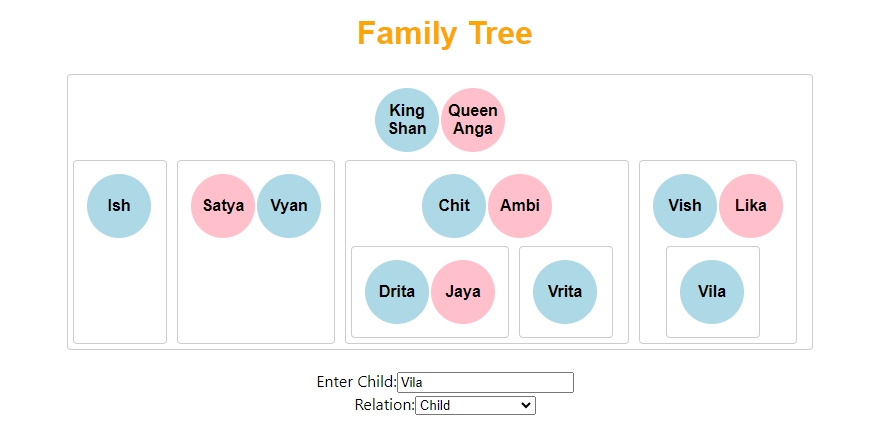 Family Tree
King Shan
Queen Anga
Ish
Satya
Vyan
Chit
Ambi
Vish
Lika
Drita
Jaya
Vrita
Vila
Enter Child: Vila
Relation: Child